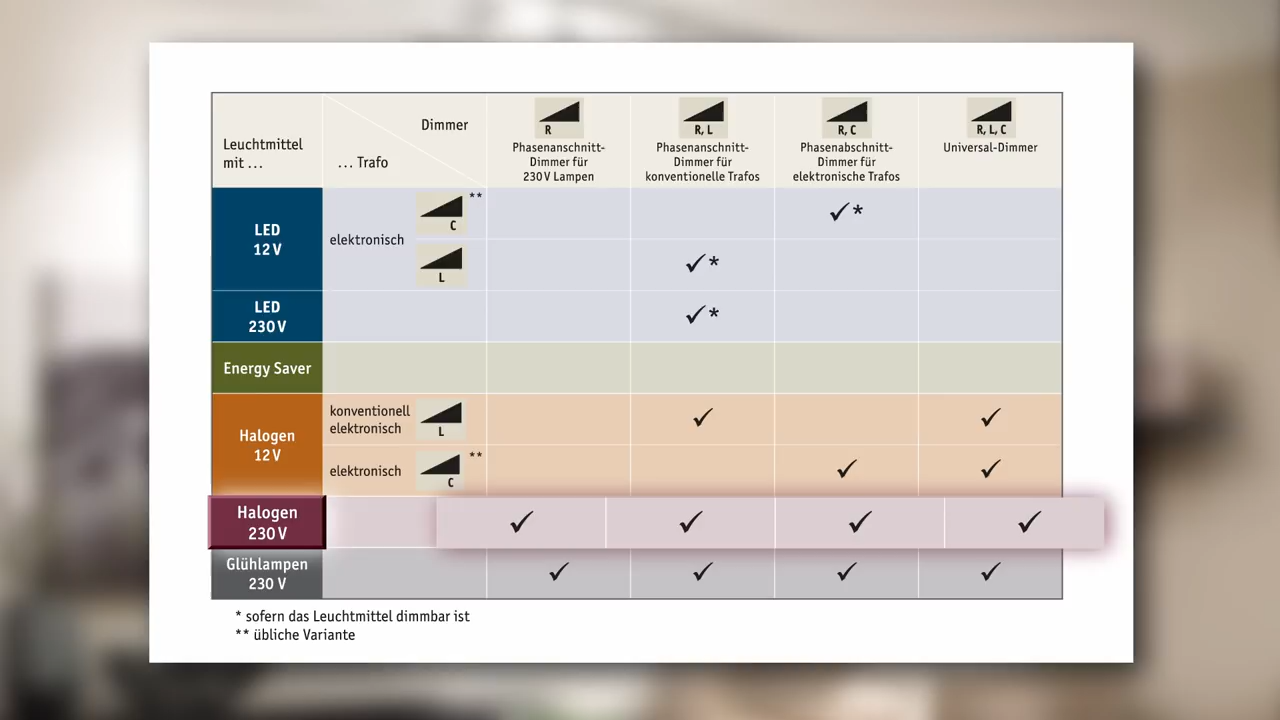 Leuchtmittel
mit ...
Dimmer
... Trafo
R
Phasenanschnitt-
Dimmer für
230 V Lampen
R, L
Phasenanschnitt-
Dimmer für
konventionelle Trafos
R, C
Phasenabschnitt-
Dimmer für
elektronische Trafos
R, L, C
Universal-Dimmer
LED
12 V
elektronisch
C
**
✓*
L
✓*
LED
230 V
✓*
Energy Saver
Halogen
12 V
konventionell
elektronisch
L
✓ ✓
elektronisch
C
**
✓ ✓
Halogen
230 V
✓ ✓ ✓ ✓
Glühlampen
230 V
✓ ✓ ✓ ✓
* sofern das Leuchtmittel dimmbar ist
** übliche Variante